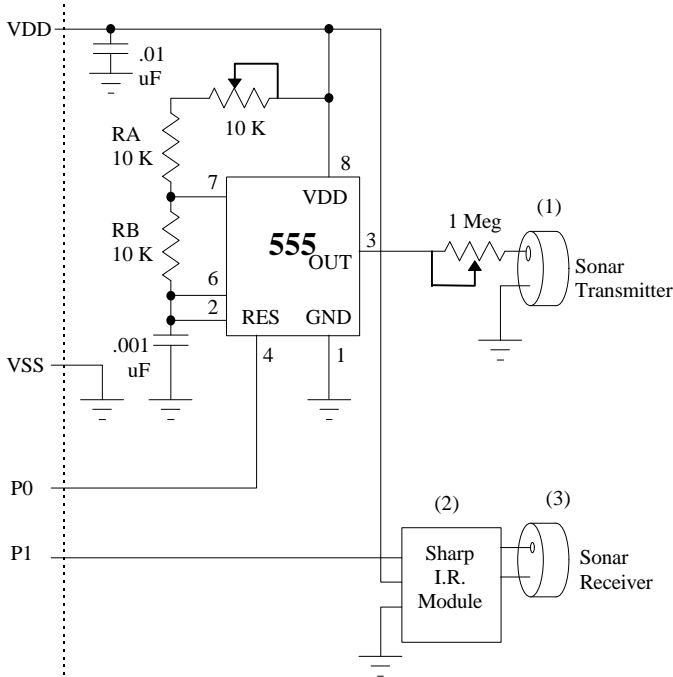 VDD
.01
uF
10 K
RA
10 K
7
8
VDD
RB
10 K
555
OUT
3
1 Meg
(1)
Sonar
Transmitter
6
2
RES
GND
.001
uF
4
1
VSS
P0
(2)
(3)
P1
Sharp
I.R.
Module
Sonar
Receiver